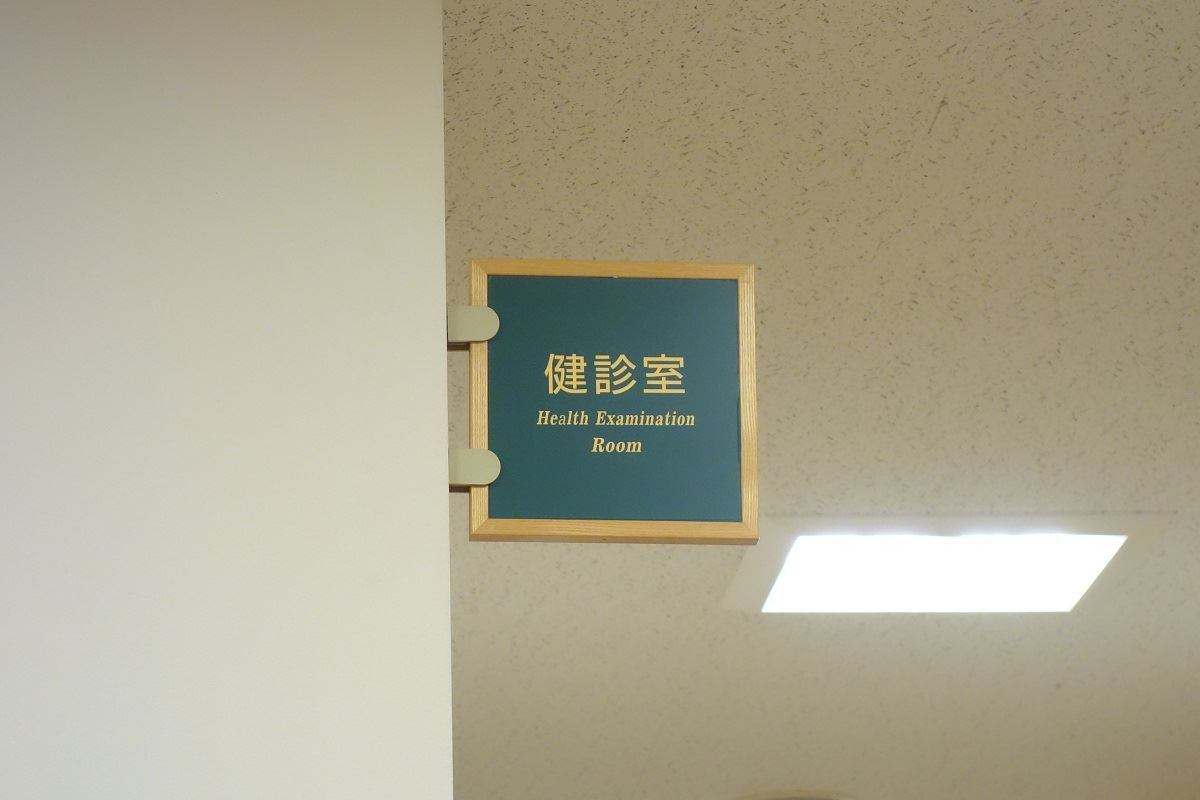 健診室
Health Examination
Room